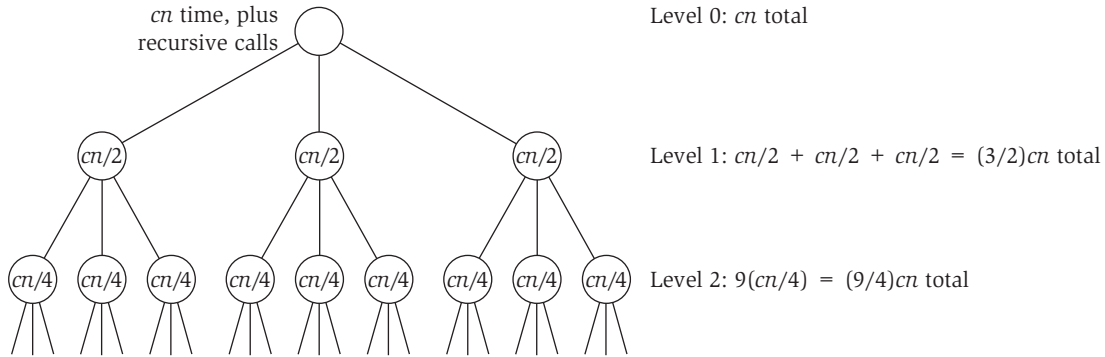 cn time, plus
recursive calls
Level 0: cn total
cn/2 cn/2 cn/2
Level 1: cn/2 + cn/2 + cn/2 = (3/2)cn total
cn/4 cn/4 cn/4 cn/4 cn/4 cn/4 cn/4 cn/4 cn/4
Level 2: 9(cn/4) = (9/4)cn total